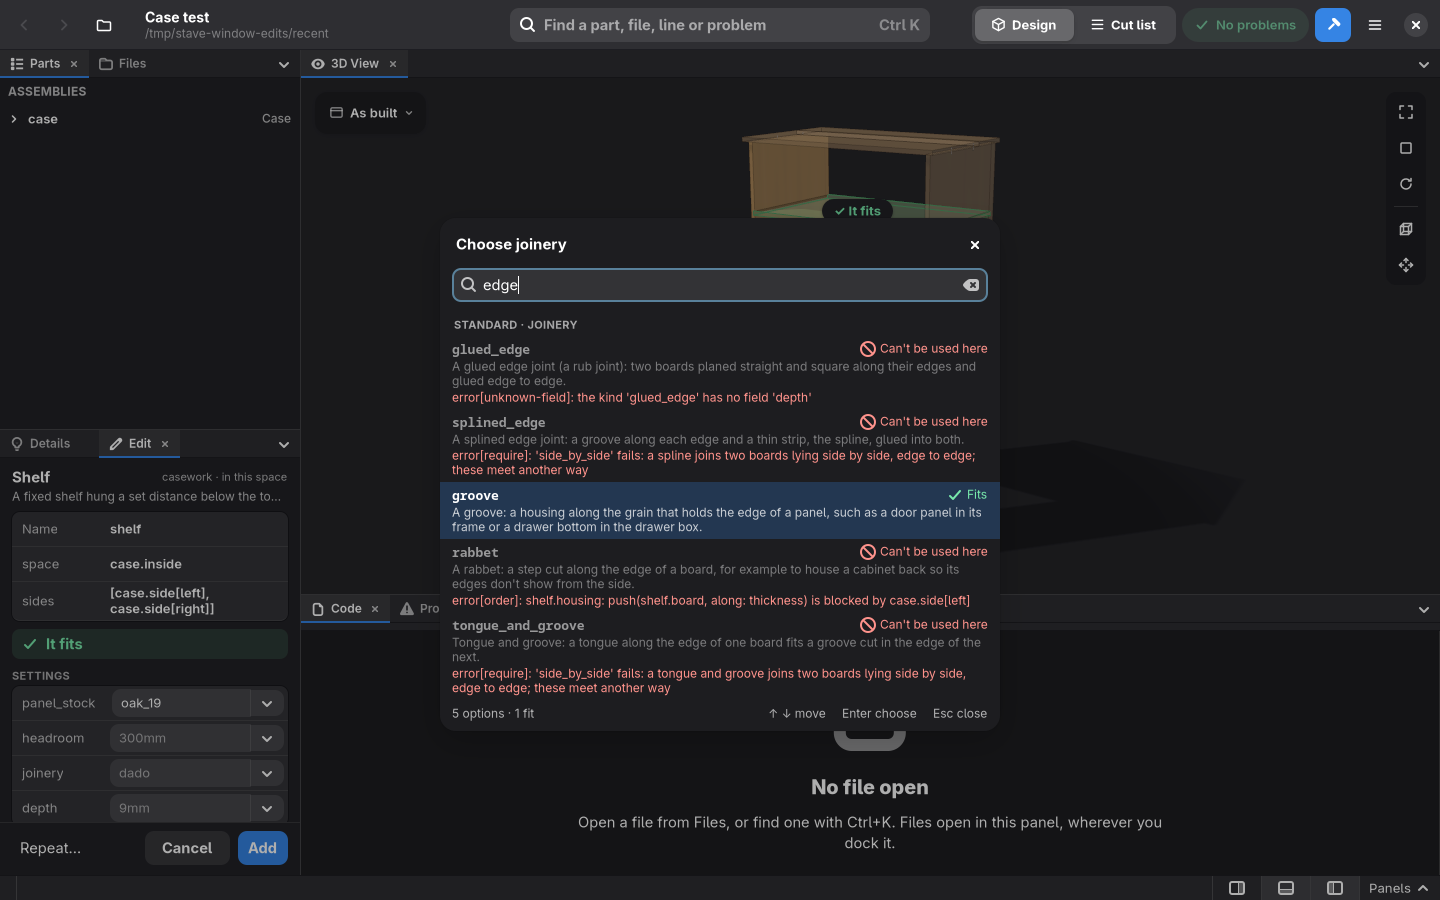 Case test
/tmp/stave-window-edits/recent
Find a part, file, line or problem
Ctrl K
Design
Cut list
No problems
Parts
Files
3D View
ASSEMBLIES
case
Case
As built
It fits
Choose joinery
edge
STANDARD · JOINERY
glued_edge
Can't be used here
A glued edge joint (a rub joint): two boards planed straight and square along their edges and
glued edge to edge.
error[unknown-field]: the kind 'glued_edge' has no field 'depth'
splined_edge
Can't be used here
A splined edge joint: a groove along each edge and a thin strip, the spline, glued into both.
error[require]: 'side_by_side' fails: a spline joins two boards lying side by side, edge to edge;
these meet another way
groove
Fits
A groove: a housing along the grain that holds the edge of a panel, such as a door panel in its
frame or a drawer bottom in the drawer box.
rabbet
Can't be used here
A rabbet: a step cut along the edge of a board, for example to house a cabinet back so its
edges don't show from the side.
error[order]: shelf.housing: push(shelf.board, along: thickness) is blocked by case.side[left]
tongue_and_groove
Can't be used here
Tongue and groove: a tongue along the edge of one board fits a groove cut in the edge of the
next.
error[require]: 'side_by_side' fails: a tongue and groove joins two boards lying side by side,
edge to edge; these meet another way
5 options · 1 fit
↑ ↓ move
Enter choose
Esc close
Details
Edit
Shelf
casework · in this space
A fixed shelf hung a set distance below the to...
Name
shelf
space
case.inside
sides
[case.side[left],
case.side[right]]
It fits
SETTINGS
panel_stock
oak_19
headroom
300mm
joinery
dado
depth
9mm
Repeat...
Cancel
Add
Code
Pro
No file open
Open a file from Files, or find one with Ctrl+K. Files open in this panel, wherever you
dock it.
Panels